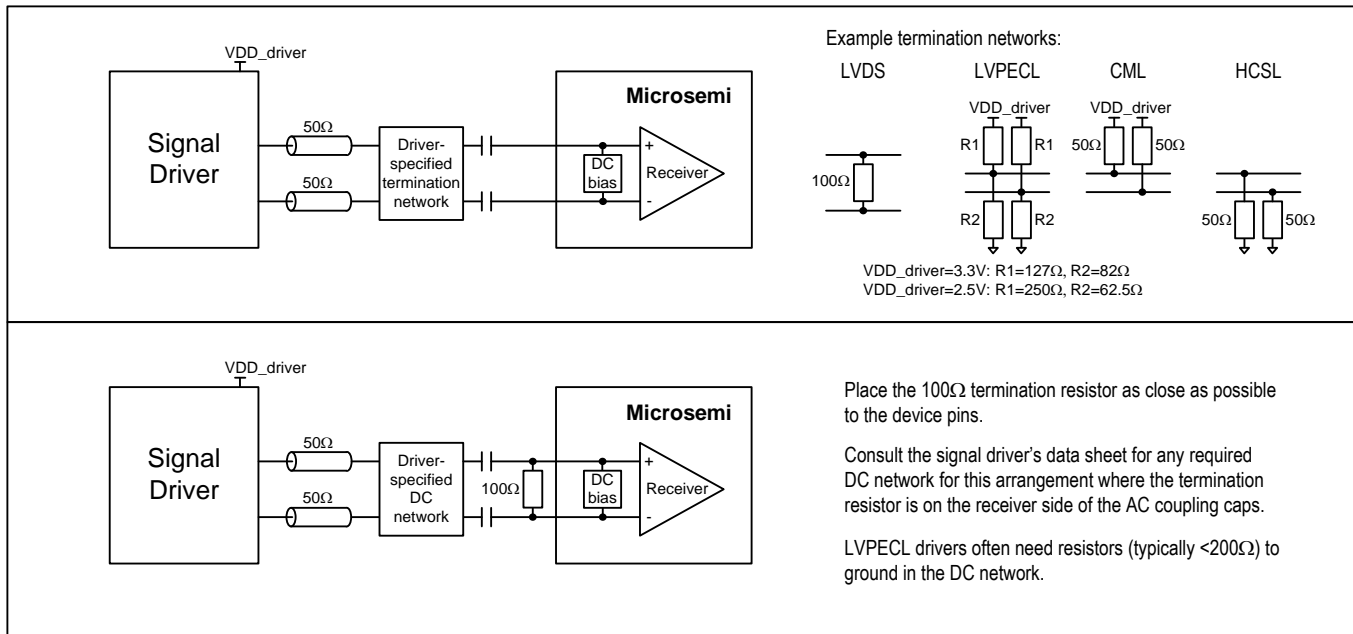 VDD_driver
Signal
Driver
50Ω
50Ω
Driver-
specified
termination
network
Microsemi
DC
bias
+
-
Receiver
Example termination networks:
LVDS
LVPECL
CML
HCSL
100Ω
VDD_driver
R1
R1
R2
R2
VDD_driver
50Ω
50Ω
50Ω
50Ω
VDD_driver=3.3V: R1=127Ω, R2=82Ω
VDD_driver=2.5V: R1=250Ω, R2=62.5Ω
VDD_driver
Signal
Driver
50Ω
50Ω
Driver-
specified
DC
network
100Ω
Microsemi
DC
bias
+
-
Receiver
Place the 100Ω termination resistor as close as possible
to the device pins.
Consult the signal driver's data sheet for any required
DC network for this arrangement where the termination
resistor is on the receiver side of the AC coupling caps.
LVPECL drivers often need resistors (typically <200Ω) to
ground in the DC network.